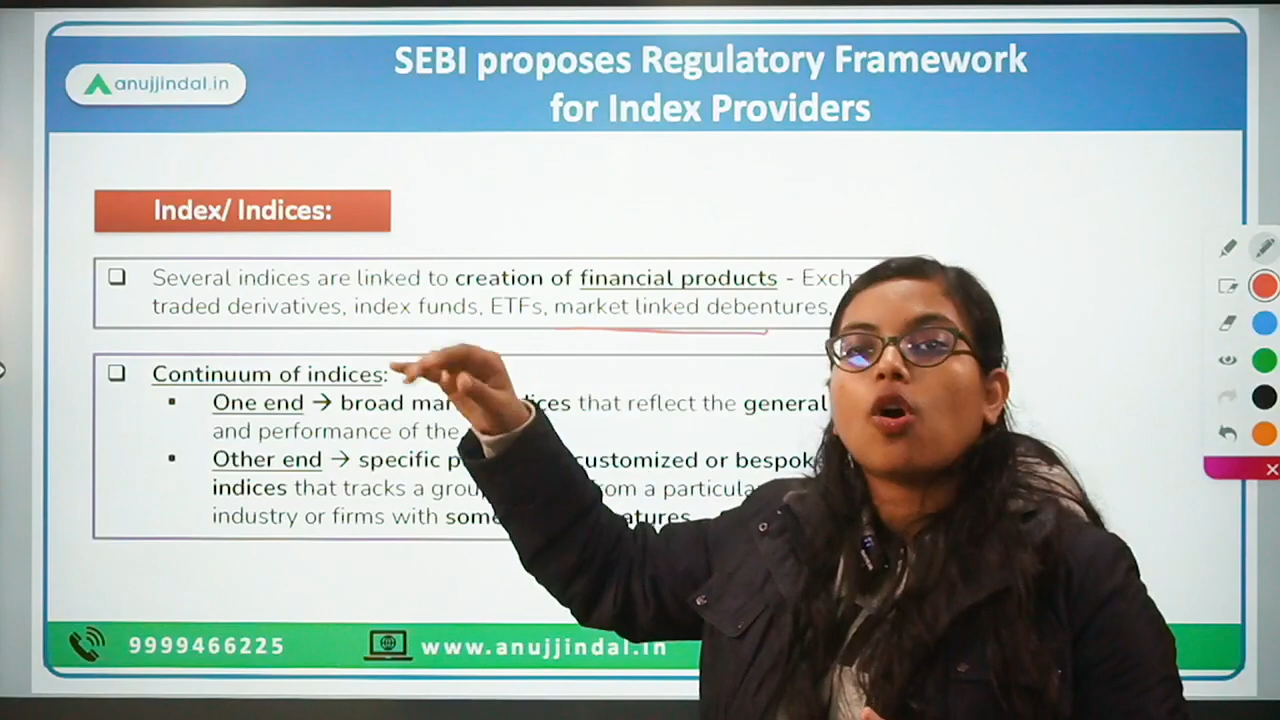 SEBI proposes Regulatory Framework
for Index Providers
anujjindal.in
Index/ Indices:
❑ Several indices are linked to creation of financial products - Exch
traded derivatives, index funds, ETFs, market linked debentures,
❑ Continuum of indices:
▪ One end → broad mar dices that reflect the general
and performance of the
▪ Other end → specific p customized or bespoke
indices that tracks a grou om a particula
industry or firms with some atures
9999466225
www.anujjindal.in